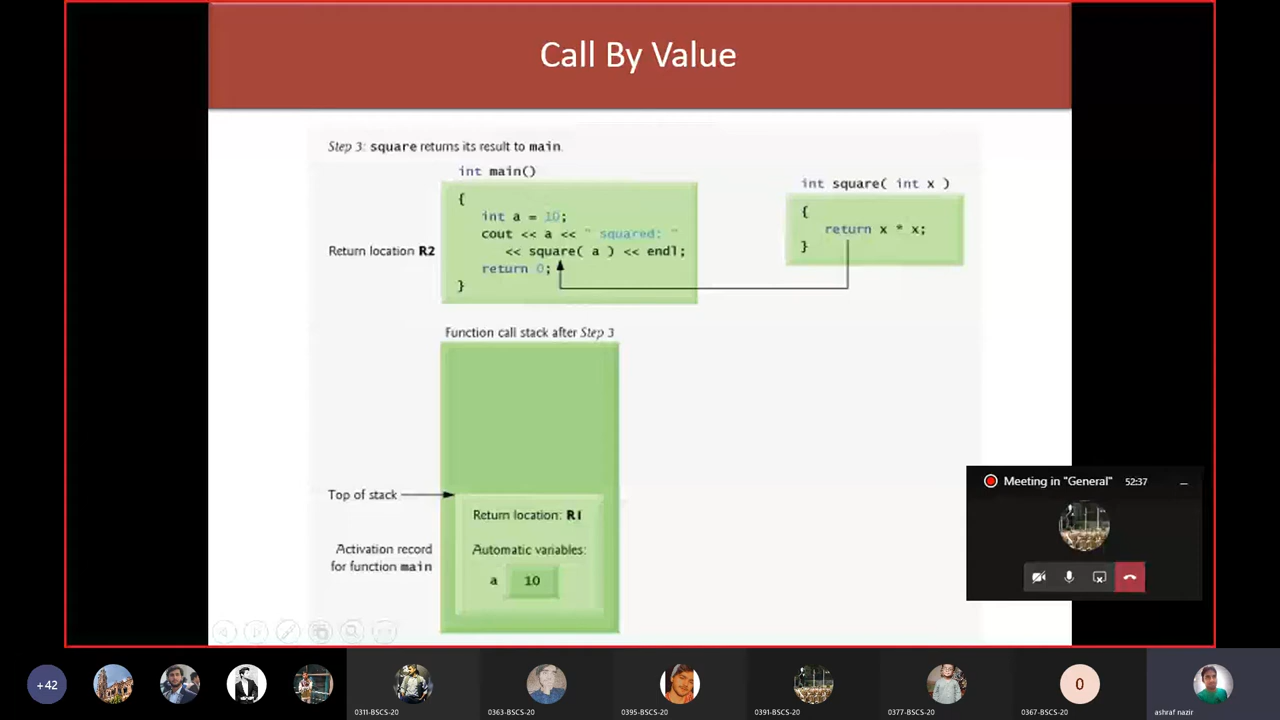 Call By Value
Step 3: square returns its result to main.
int main()
{
int a = 10;
cout << a << " squared: "
<< square( a ) << endl;
return 0;
}
Return location R2
int square( int x )
{
return x * x;
}
Function call stack after Step 3
Top of stack
Return location: R1
Automatic variables:
a 10
Activation record
for function main
Meeting in "General" 52:37
+42
0311-BSCS-20
0363-BSCS-20
0395-BSCS-20
0391-BSCS-20
0377-BSCS-20
0
0367-BSCS-20
ashraf nazir